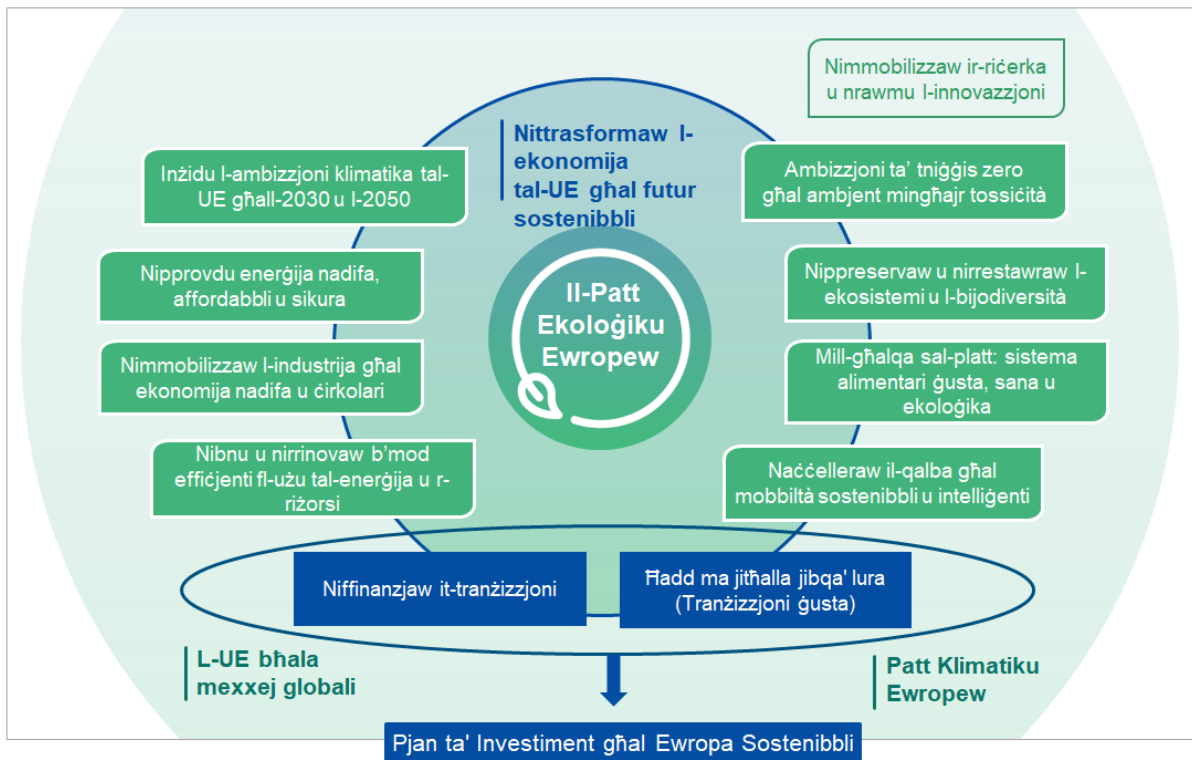 Nimmobilizzaw ir-riċerka
u nrawmu l-innovazzjoni
Nittrasformaw l-
ekonomija
tal-UE għal futur
sostenibbli
Inżidu l-ambizzjoni klimatika tal-
UE għall-2030 u l-2050
Nipprovdu enerġija nadifa,
affordabbli u sikura
Nimmobilizzaw l-industrija għal
ekonomija nadifa u ċirkolari
Nibnu u nirrinovaw b’mod
effiċjenti fl-użu tal-enerġija u r-
riżorsi
Il-Patt
Ekoloġiku
Ewropew
Ambizzjoni ta’ tniġġis zero
għal ambjent mingħajr tossiċità
Nippreservaw u nirrestawraw l-
ekosistemi u l-bijodiversità
Mill-għalqa sal-platt: sistema
alimentari ġusta, sana u
ekoloġika
Naċċelleraw il-qalba għal
mobbiltà sostenibbli u intelliġenti
Niffinanzjaw it-tranżizzjoni
Ħadd ma jitħalla jibqa' lura
(Tranżizzjoni ġusta)
L-UE bħala
mexxej globali
Patt Klimatiku
Ewropew
Pjan ta' Investiment għal Ewropa Sostenibbli